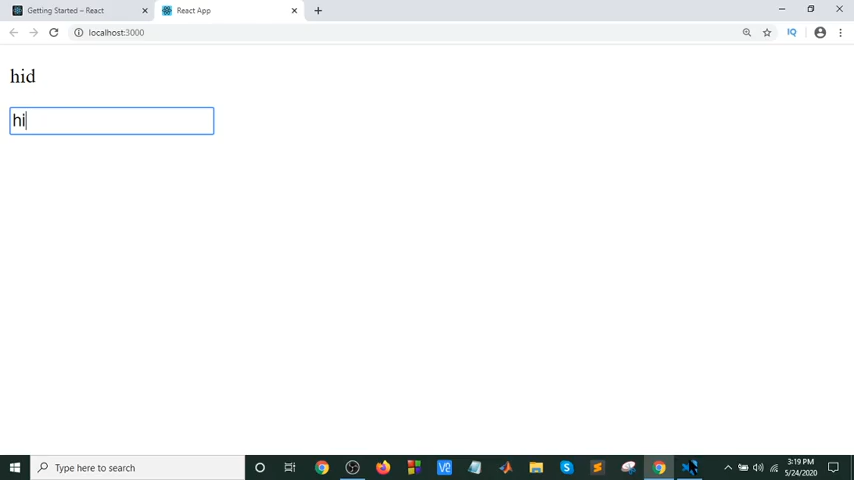 Getting Started – React
React App
localhost:3000
IQ
hid
hi
Type here to search
3:19 PM
5/24/2020